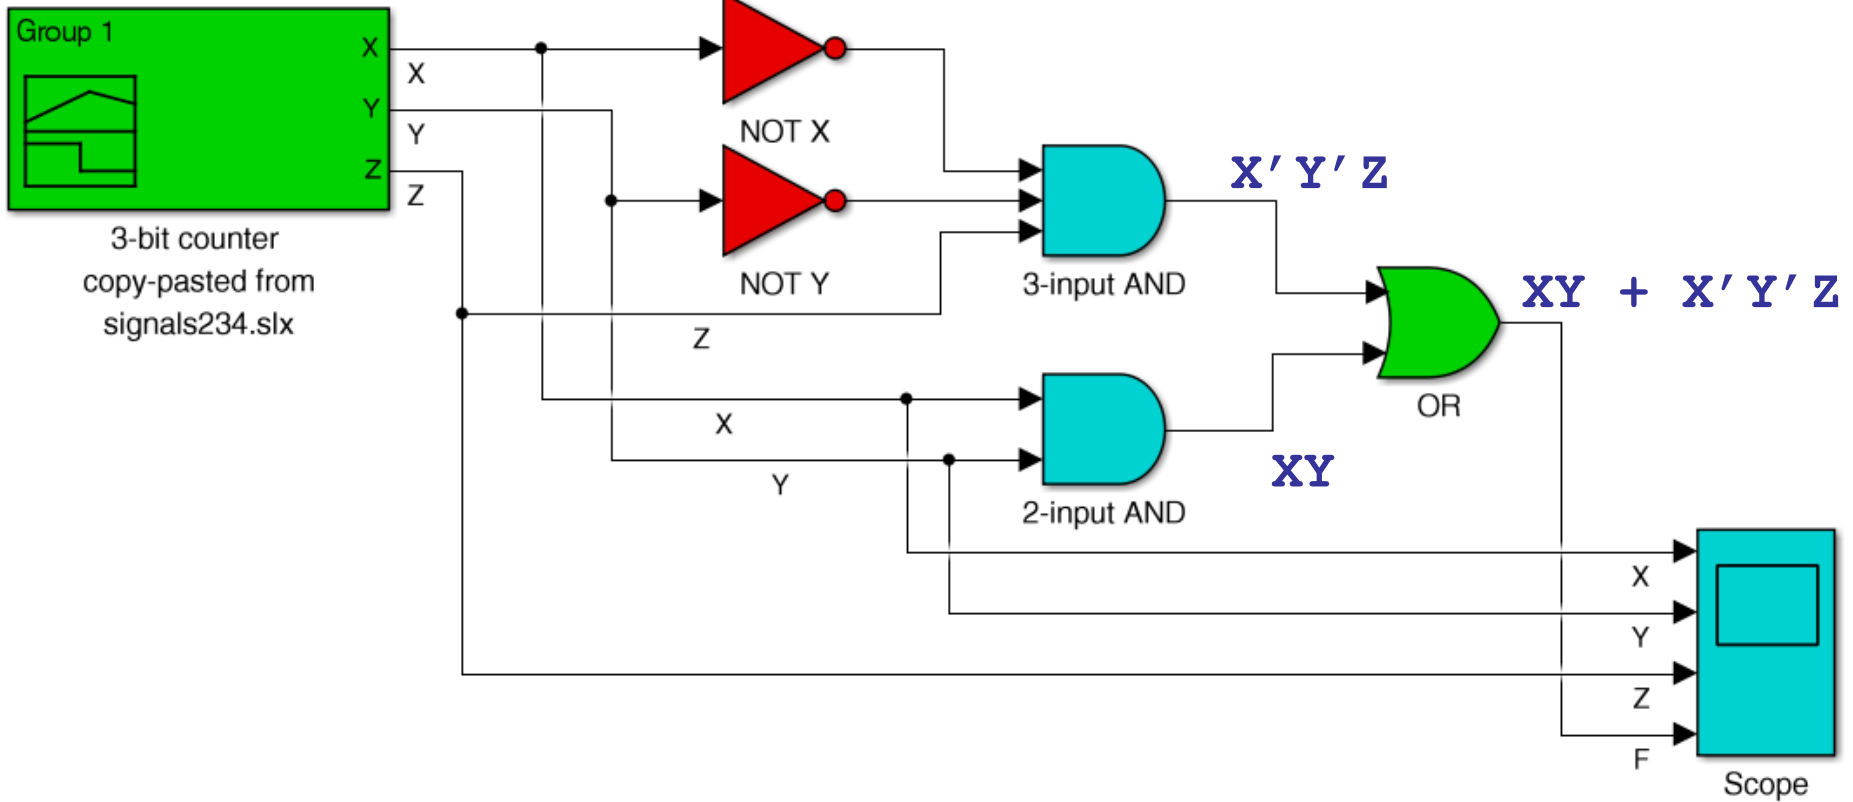 Group 1
X
Y
Z
X
Y
Z
3-bit counter
copy-pasted from
signals234.slx
NOT X
NOT Y
Z
X
Y
3-input AND
X'Y'Z
2-input AND
XY
OR
XY + X'Y'Z
X
Y
Z
F
Scope